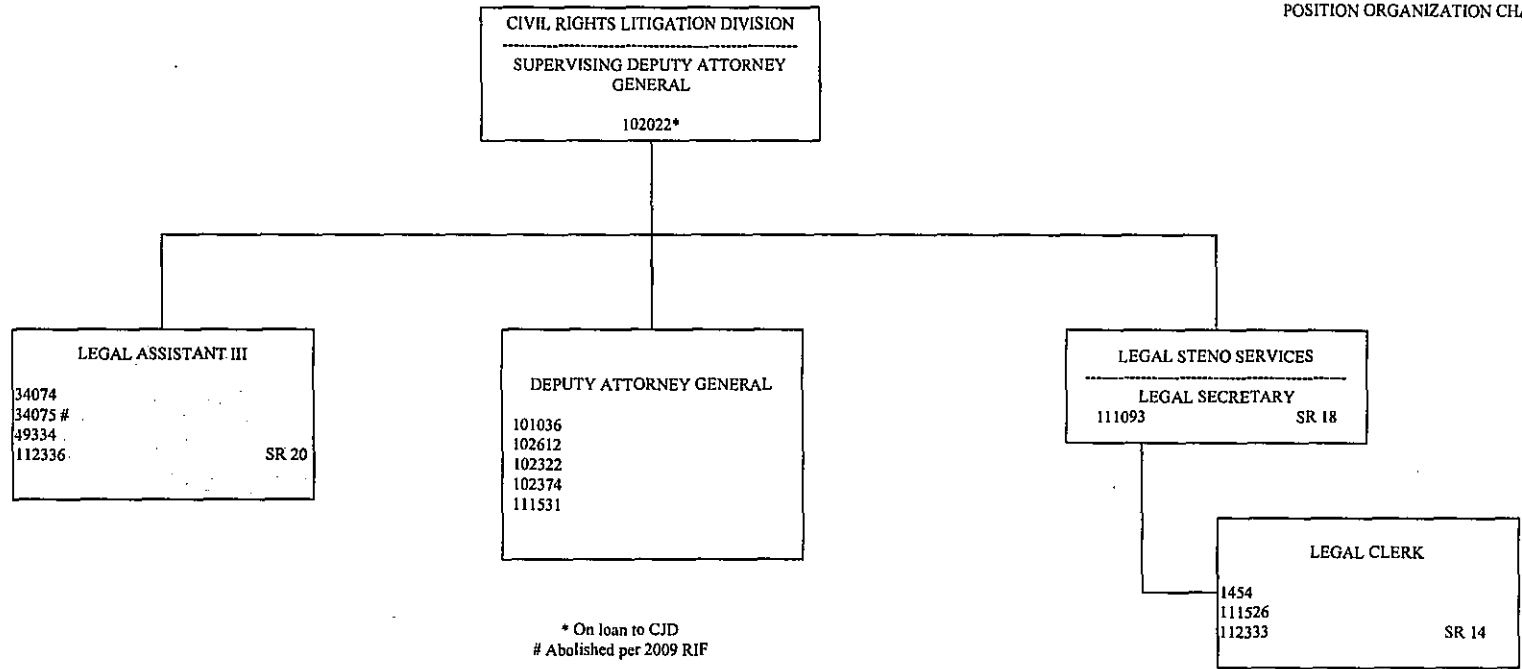 POSITION ORGANIZATION
CIVIL RIGHTS LITIGATION DIVISION
SUPERVISING DEPUTY ATTORNEY
GENERAL
102022*
LEGAL ASSISTANT III
34074
34075 #
49334
112336 SR 20
DEPUTY ATTORNEY GENERAL
101036
102612
102322
102374
111531
LEGAL STENO SERVICES
LEGAL SECRETARY
111093 SR 18
LEGAL CLERK
1454
111526
112333 SR 14
* On loan to CJD
# Abolished per 2009 RIF